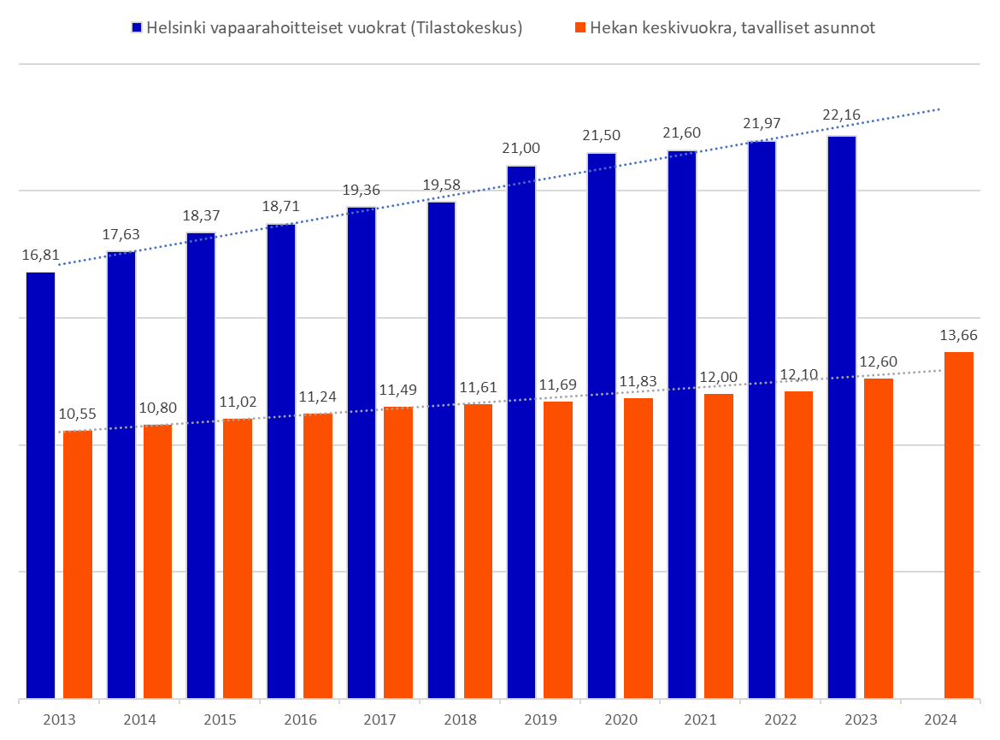 Helsinki vapaarahoitteiset vuokrat (Tilastokeskus) Hekan keskivuokra, tavalliset asunnot
16,81 17,63 18,37 18,71 19,36 19,58 21,00 21,50 21,60 21,97 22,16
10,55 10,80 11,02 11,24 11,49 11,61 11,69 11,83 12,00 12,10 12,60 13,66
2013 2014 2015 2016 2017 2018 2019 2020 2021 2022 2023 2024